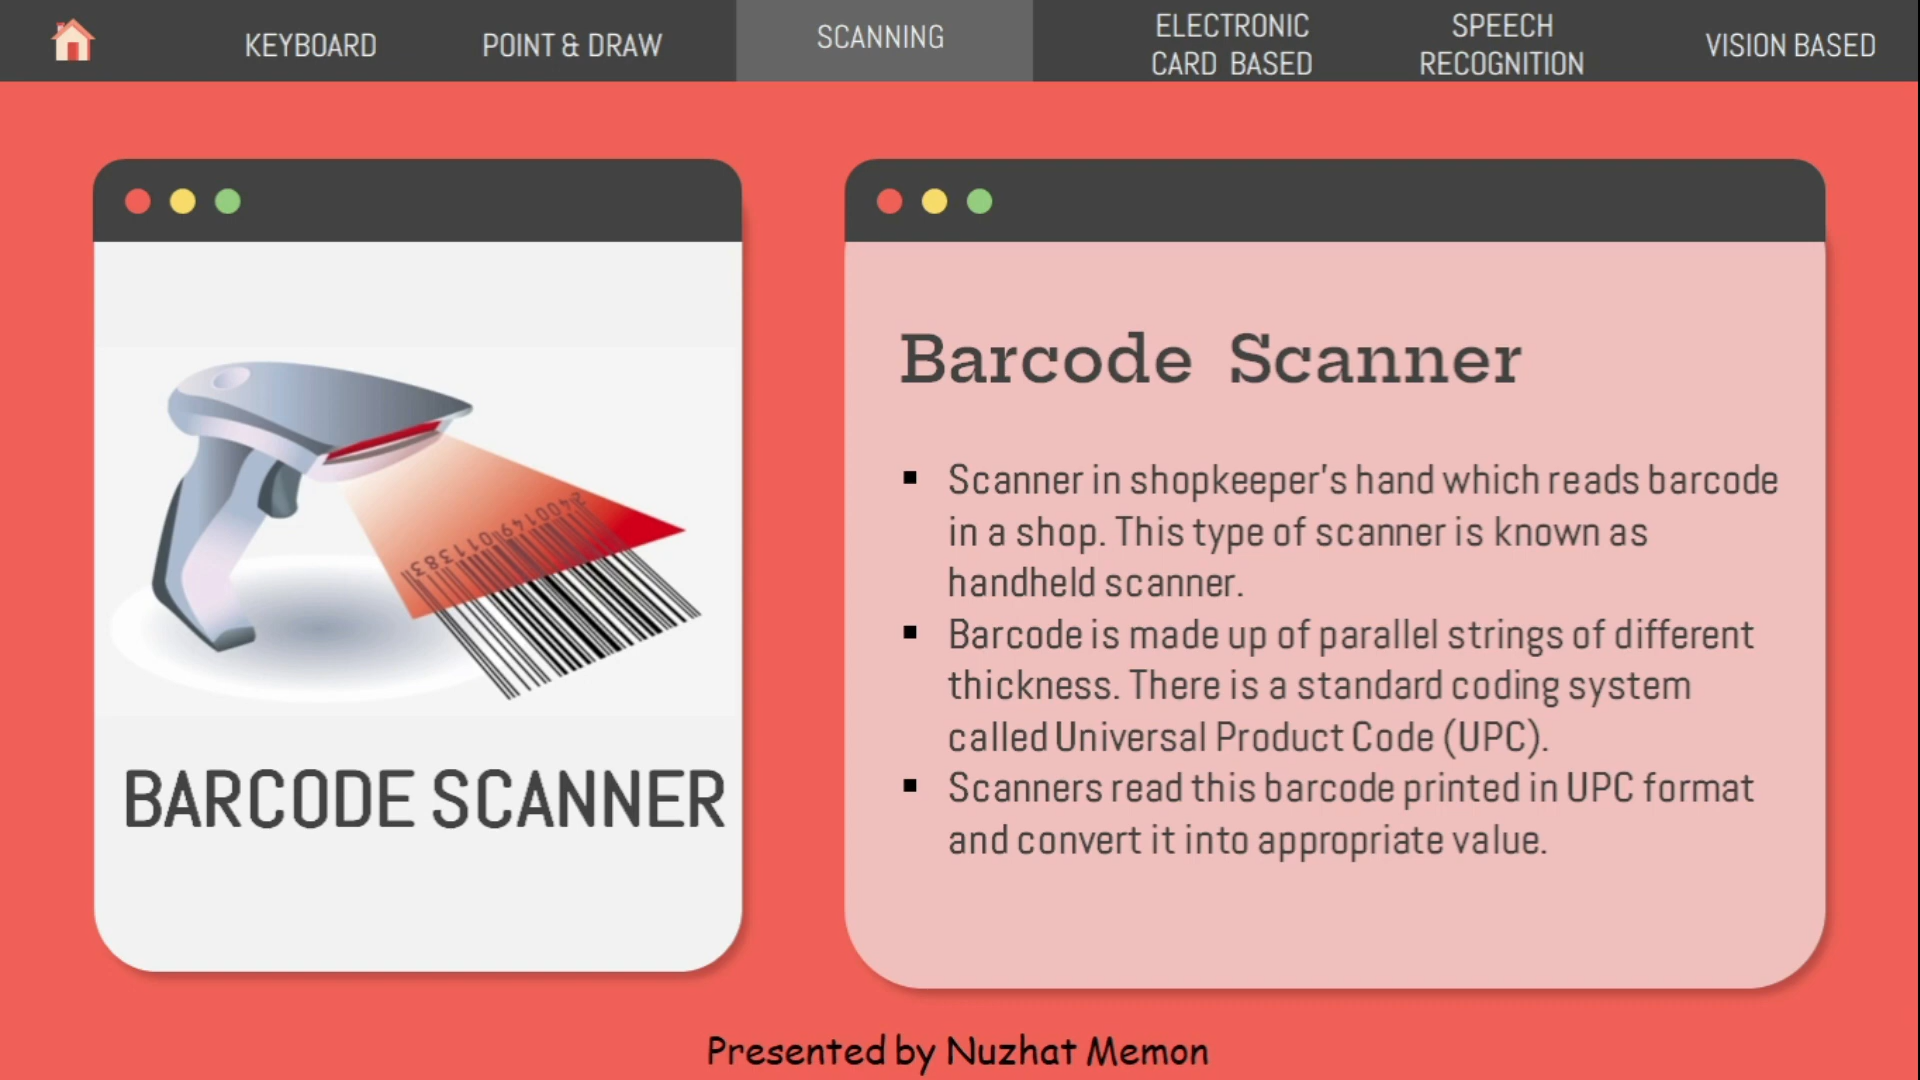 KEYBOARD
POINT & DRAW
SCANNING
ELECTRONIC
CARD BASED
SPEECH
RECOGNITION
VISION BASED
3400149011383
BARCODE SCANNER
Barcode Scanner
▪ Scanner in shopkeeper's hand which reads barcode
in a shop. This type of scanner is known as
handheld scanner.
▪ Barcode is made up of parallel strings of different
thickness. There is a standard coding system
called Universal Product Code (UPC).
▪ Scanners read this barcode printed in UPC format
and convert it into appropriate value.
Presented by Nuzhat Memon